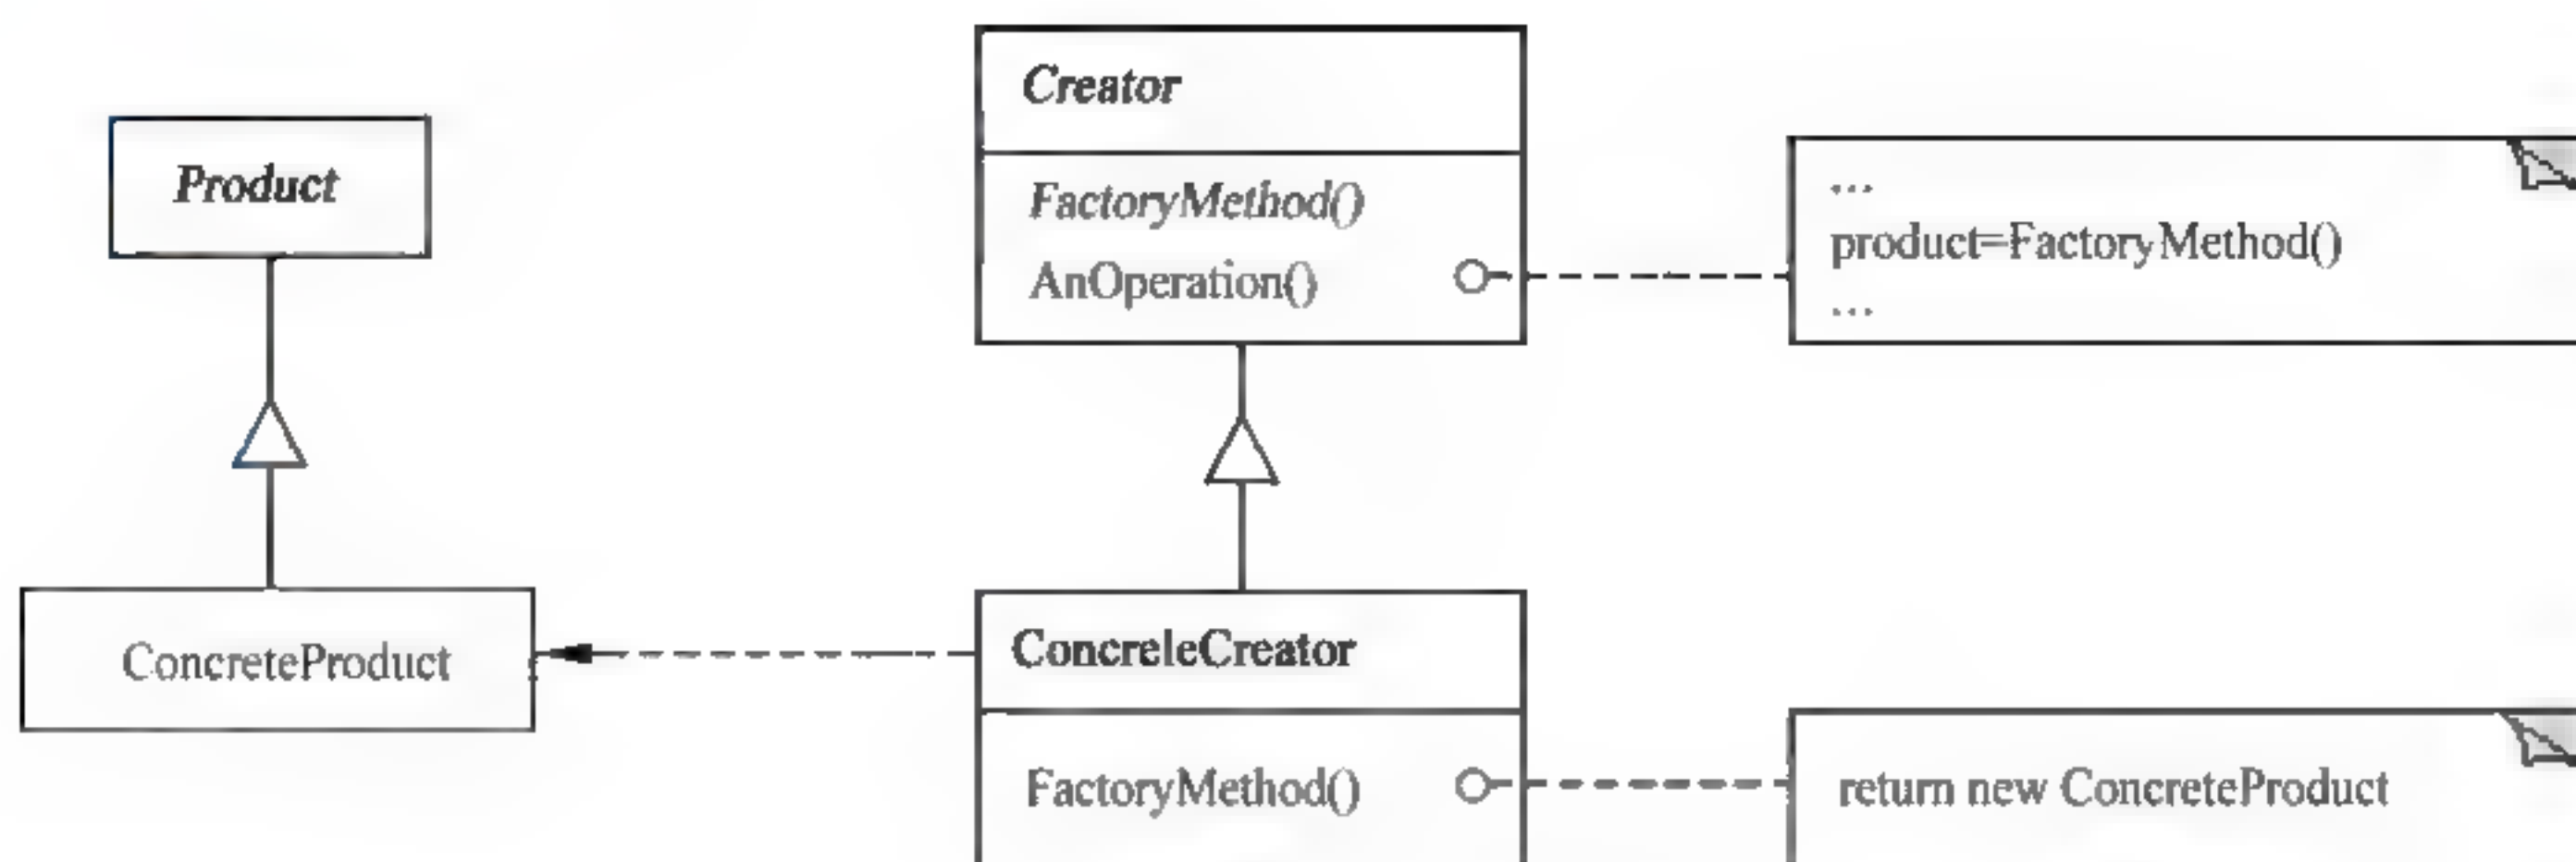 Creator
Product
FactoryMethod()
AnOperation()
...
product=FactoryMethod()
...
ConcreteProduct
ConcreleCreator
FactoryMethod()
return new ConcreteProduct